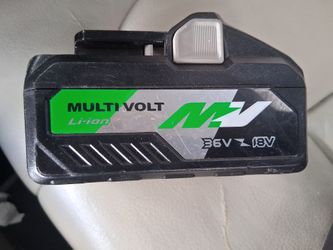 MULTI VOLT
Li-ion
MV
36V 18V